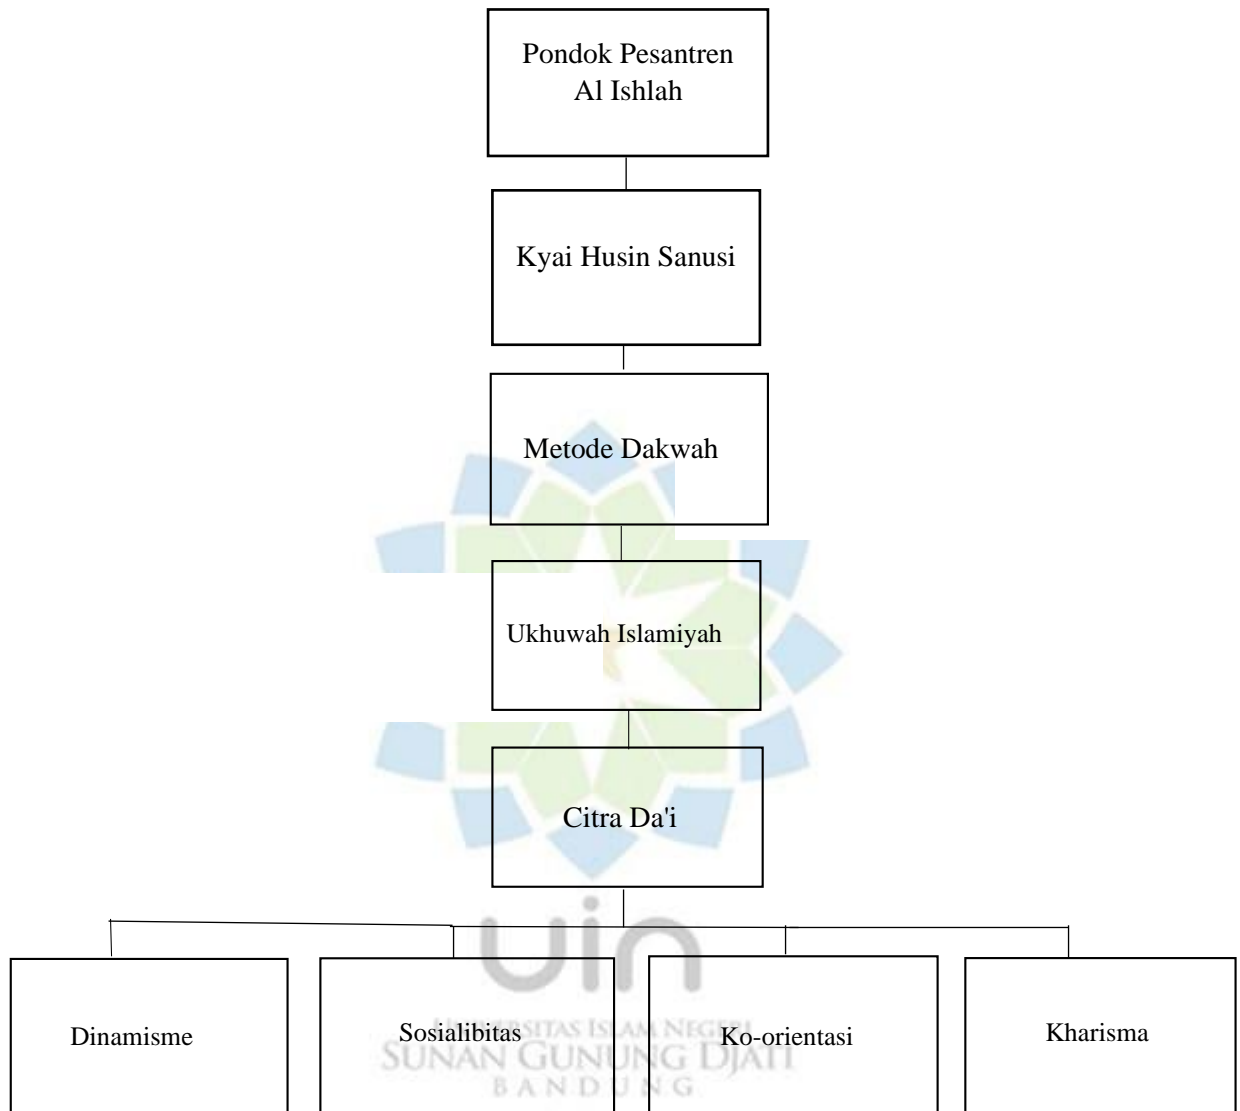 Pondok Pesantren
Al Ishlah
Kyai Husin Sanusi
Metode Dakwah
Ukhuwah Islamiyah
Citra Da'i
uin
Dinamisme
Sosialibitas
Ko-orientasi
Kharisma
UNIVERSITAS ISLAM NEGERI
SUNAN GUNUNG DJATI
BANDUNG